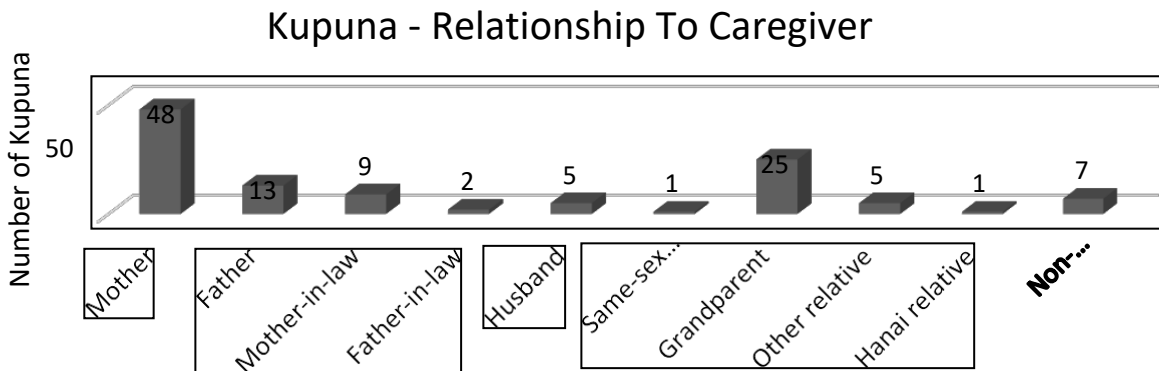 Kupuna - Relationship To Caregiver
Number of Kupuna
50
48
13
9
2
5
1
25
5
1
7
Mother
Father
Mother-in-law
Father-in-law
Husband
Same-sex...
Grandparent
Other relative
Hanai relative
Non-...